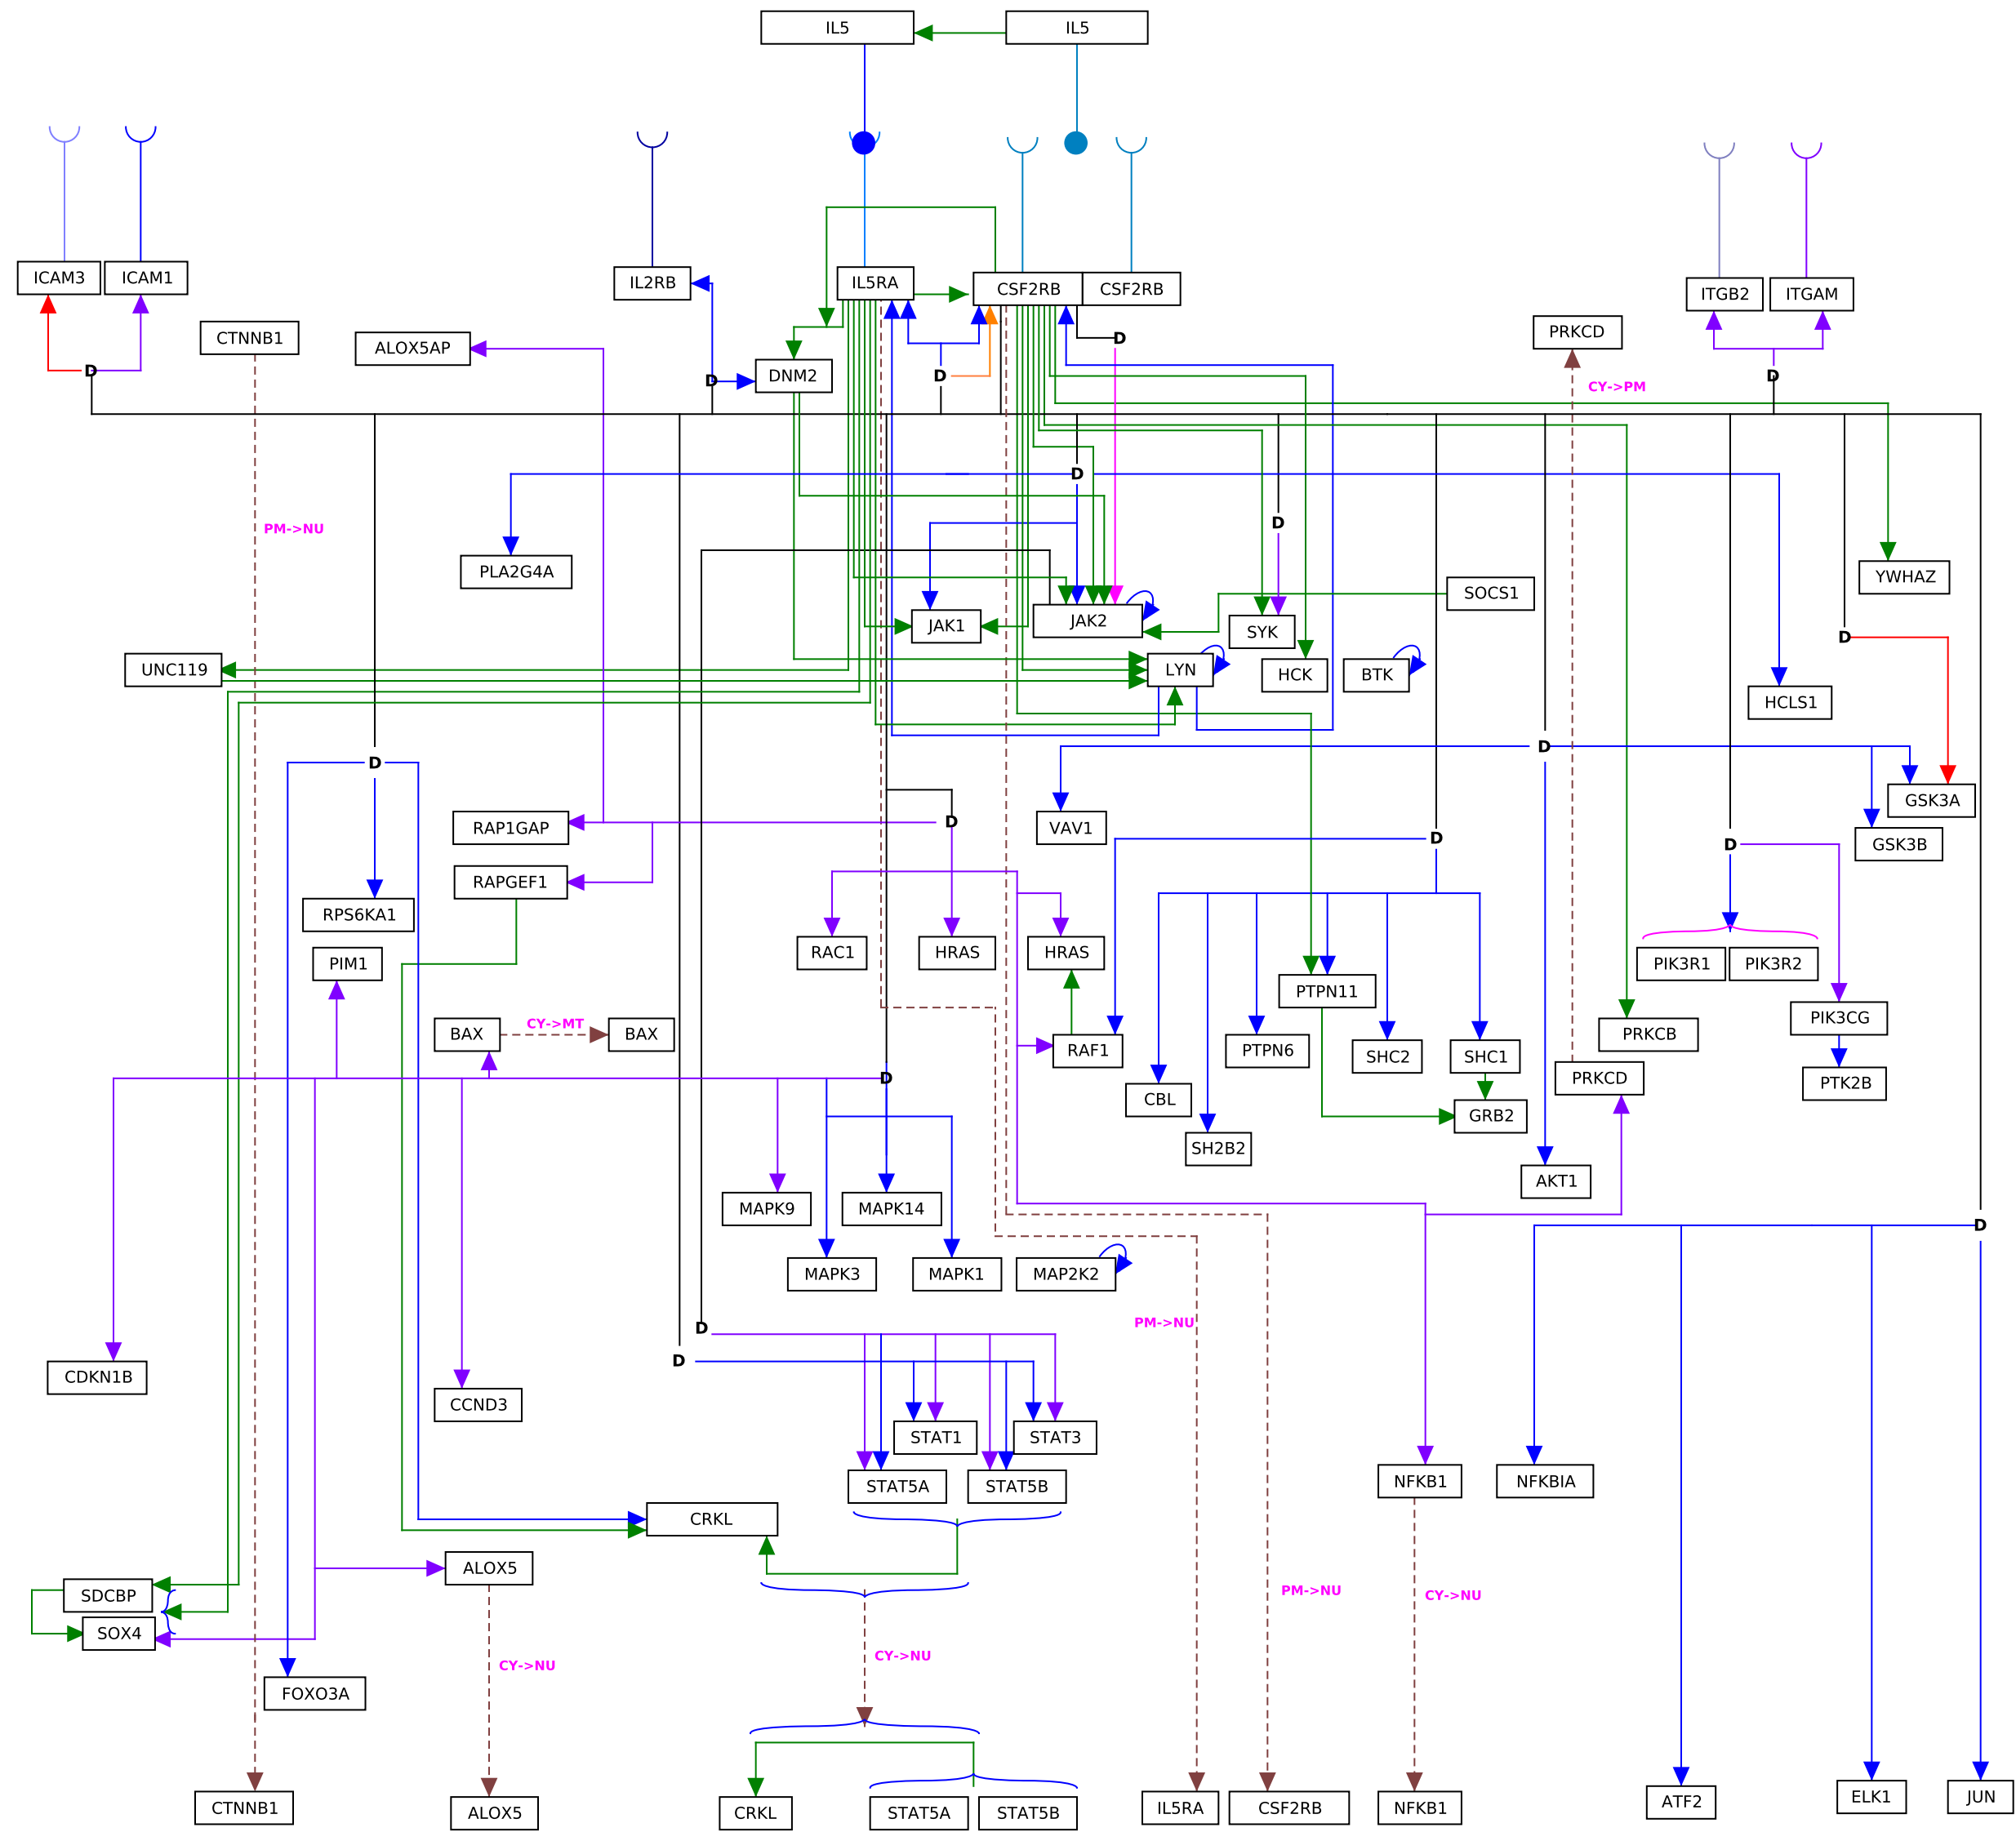 IL5 IL5
ICAM3 ICAM1 IL2RB IL5RA CSF2RB CSF2RB ITGB2 ITGAM
CTNNB1 ALOX5AP D PRKCD
D D DNM2 D CY->PM D
D
PM->NU D
PLA2G4A YWHAZ
SOCS1
JAK1 JAK2 SYK D
UNC119 LYN HCK BTK
HCLS1
D D
GSK3A
RAP1GAP D VAV1 D GSK3B
D
RAPGEF1
RPS6KA1
RAC1 HRAS HRAS
PIM1 PIK3R1 PIK3R2
PTPN11
BAX CY->MT BAX PIK3CG
RAF1 PTPN6 SHC2 SHC1 PRKCB
D PRKCD PTK2B
CBL GRB2
SH2B2
AKT1
MAPK9 MAPK14
D
MAPK3 MAPK1 MAP2K2
D PM->NU
D
CDKN1B
CCND3
STAT1 STAT3
STAT5A STAT5B NFKB1 NFKBIA
CRKL
ALOX5
SDCBP PM->NU CY->NU
SOX4
CY->NU CY->NU
FOXO3A
CTNNB1 ALOX5 CRKL STAT5A STAT5B IL5RA CSF2RB NFKB1 ATF2 ELK1 JUN